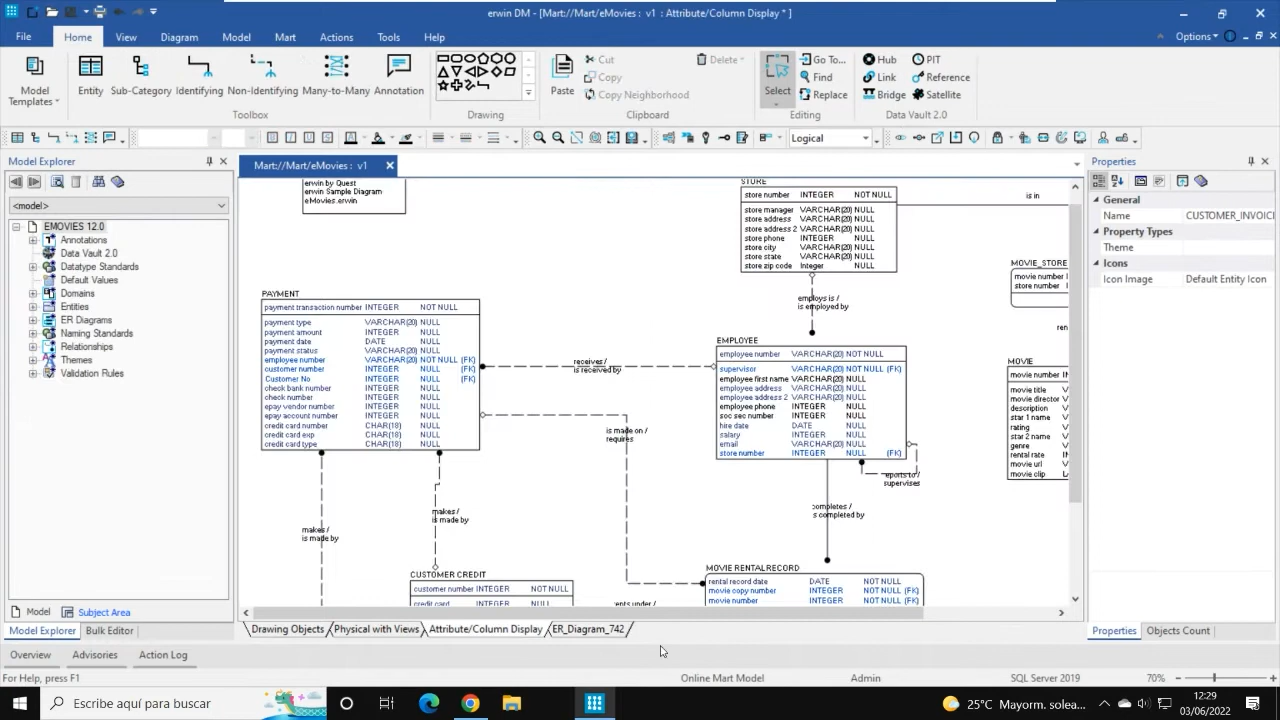 erwin DM - [Mart://Mart/eMovies : v1 : Attribute/Column Display * ]
File Home View Diagram Model Mart Actions Tools Help Options
Model Templates
Entity Sub-Category Identifying Non-Identifying Many-to-Many Annotation
Toolbox
Drawing
Paste
Cut
Copy
Copy Neighborhood
Delete
Clipboard
Select
Go To...
Find
Replace
Editing
Hub PIT
Link Reference
Bridge Satellite
Data Vault 2.0
Logical
Model Explorer
<model>
EMOVIES 12.0
Annotations
Data Vault 2.0
Datatype Standards
Default Values
Domains
Entities
ER Diagrams
Naming Standards
Relationships
Themes
Validation Rules
Model Subject Area
Model Explorer Bulk Editor
Mart://Mart/eMovies : v1
erwin by Quest
erwin Sample Diagram
eMovies.erwin
PAYMENT
payment transaction number INTEGER NOT NULL
payment type VARCHAR(20) NULL
payment amount INTEGER NULL
payment date DATE NULL
payment status VARCHAR(20) NULL
employee number VARCHAR(20) NOT NULL (FK)
customer number INTEGER NULL (FK)
Customer No INTEGER NULL (FK)
check bank number INTEGER NULL
check number INTEGER NULL
epay vendor number INTEGER NULL
epay account number INTEGER NULL
credit card number CHAR(18) NULL
credit card exp CHAR(18) NULL
credit card type CHAR(18) NULL
makes /
is made by
makes /
is made by
receives /
is received by
is made on /
requires
CUSTOMER CREDIT
customer number INTEGER NOT NULL
credit card INTEGER NULL
rents under /
STORE
store number INTEGER NOT NULL
store manager VARCHAR(20) NULL
store address VARCHAR(20) NULL
store address 2 VARCHAR(20) NULL
store phone INTEGER NULL
store city VARCHAR(20) NULL
store state VARCHAR(20) NULL
store zip code Integer NULL
is in
employs is /
is employed by
EMPLOYEE
employee number VARCHAR(20) NOT NULL
supervisor VARCHAR(20) NOT NULL (FK)
employee first name VARCHAR(20) NULL
employee address VARCHAR(20) NULL
employee address 2 VARCHAR(20) NULL
employee phone INTEGER NULL
soc sec number INTEGER NULL
hire date DATE NULL
salary INTEGER NULL
email VARCHAR(20) NULL
store number INTEGER NULL (FK)
eports to /
supervises
completes /
is completed by
MOVIE RENTAL RECORD
rental record date DATE NOT NULL
movie copy number INTEGER NOT NULL (FK)
movie number INTEGER NOT NULL (FK)
MOVIE_STORE
movie number I
store number I
ren
MOVIE
movie number IN
movie title V
movie director V
description V
star 1 name V
rating V
star 2 name V
genre V
rental rate IN
movie url V
movie clip L
Drawing Objects Physical with Views Attribute/Column Display ER_Diagram_742
Properties
General
Name CUSTOMER_INVOIC
Property Types
Theme
Icons
Icon Image Default Entity Icon
Properties Objects Count
Overview Advisories Action Log
For Help, press F1 Online Mart Model Admin SQL Server 2019 70%
Escribe aquí para buscar
25°C Mayorm. solea...
12:29
03/06/2022